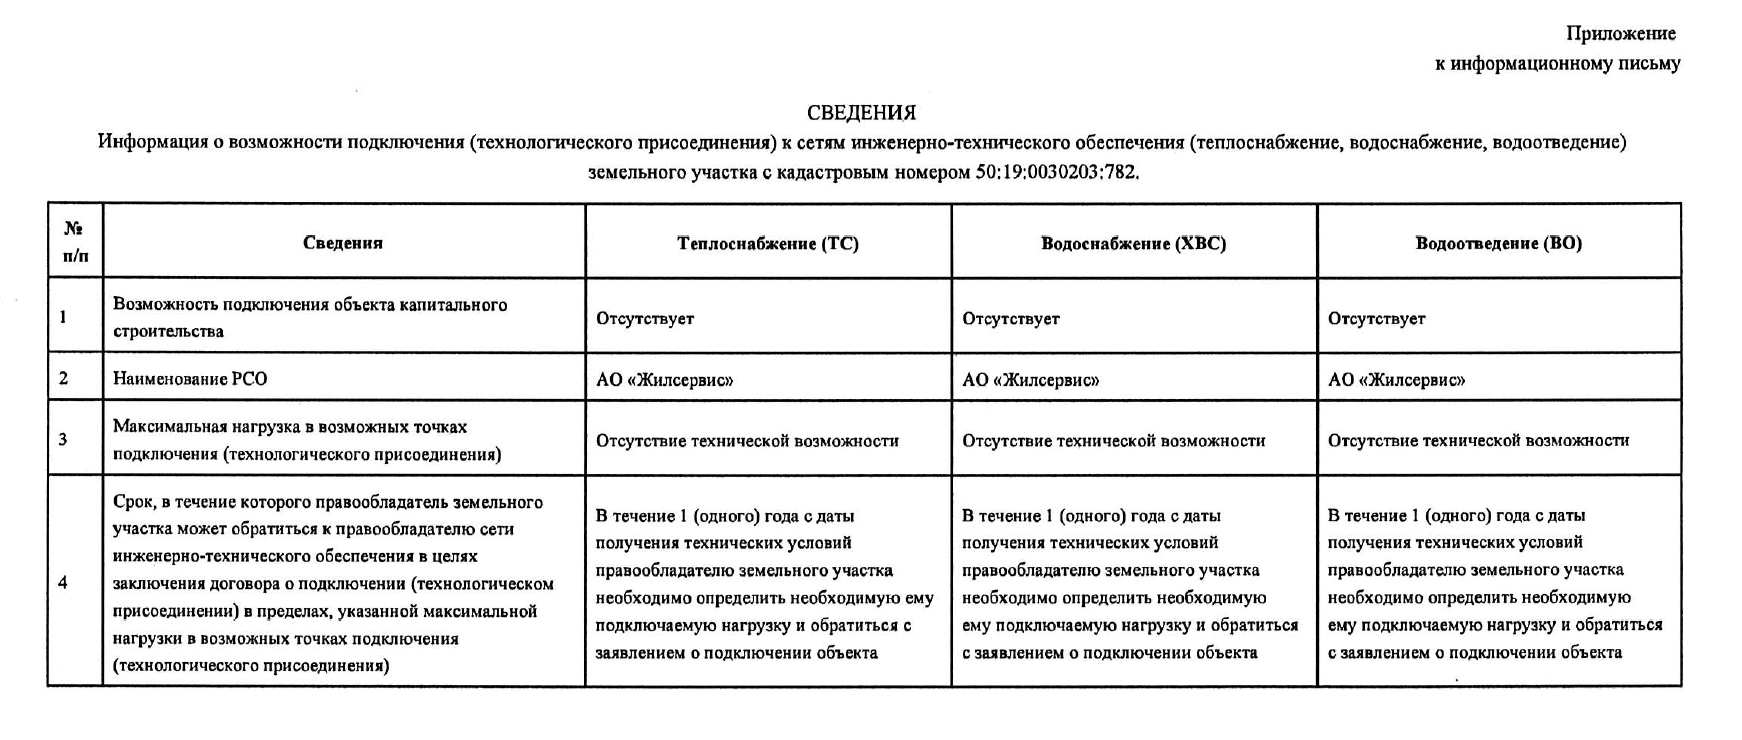 Приложение
к информационному письму
СВЕДЕНИЯ
Информация о возможности подключения (технологического присоединения) к сетям инженерно-технического обеспечения (теплоснабжение, водоснабжение, водоотведение)
земельного участка с кадастровым номером 50:19:0030203:782.
№
п/п
Сведения
Теплоснабжение (ТС)
Водоснабжение (ХВС)
Водоотведение (ВО)
1
Возможность подключения объекта капитального
строительства
Отсутствует
Отсутствует
Отсутствует
2
Наименование РСО
АО «Жилсервис»
АО «Жилсервис»
АО «Жилсервис»
3
Максимальная нагрузка в возможных точках
подключения (технологического присоединения)
Отсутствие технической возможности
Отсутствие технической возможности
Отсутствие технической возможности
4
Срок, в течение которого правообладатель земельного
участка может обратиться к правообладателю сети
инженерно-технического обеспечения в целях
заключения договора о подключении (технологическом
присоединении) в пределах, указанной максимальной
нагрузки в возможных точках подключения
(технологического присоединения)
В течение 1 (одного) года с даты
получения технических условий
правообладателю земельного участка
необходимо определить необходимую ему
подключаемую нагрузку и обратиться с
заявлением о подключении объекта
В течение 1 (одного) года с даты
получения технических условий
правообладателю земельного участка
необходимо определить необходимую
ему подключаемую нагрузку и обратиться
с заявлением о подключении объекта
В течение 1 (одного) года с даты
получения технических условий
правообладателю земельного участка
необходимо определить необходимую
ему подключаемую нагрузку и обратиться
с заявлением о подключении объекта